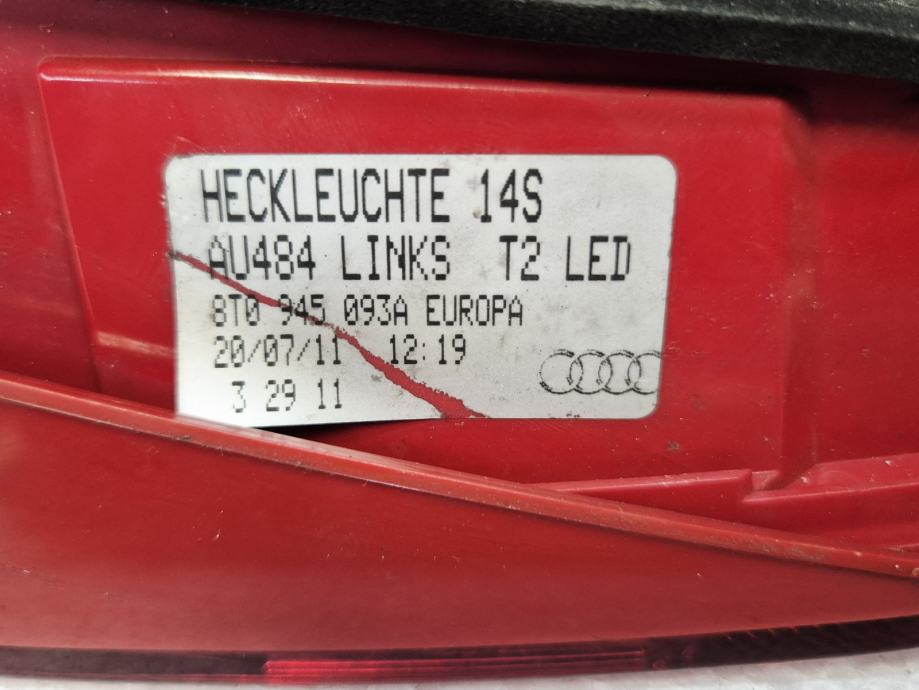 HECKLEUCHTE 14S
AU484 LINKS T2 LED
8T0 945 093A EUROPA
20/07/11 12:19
3 29 11